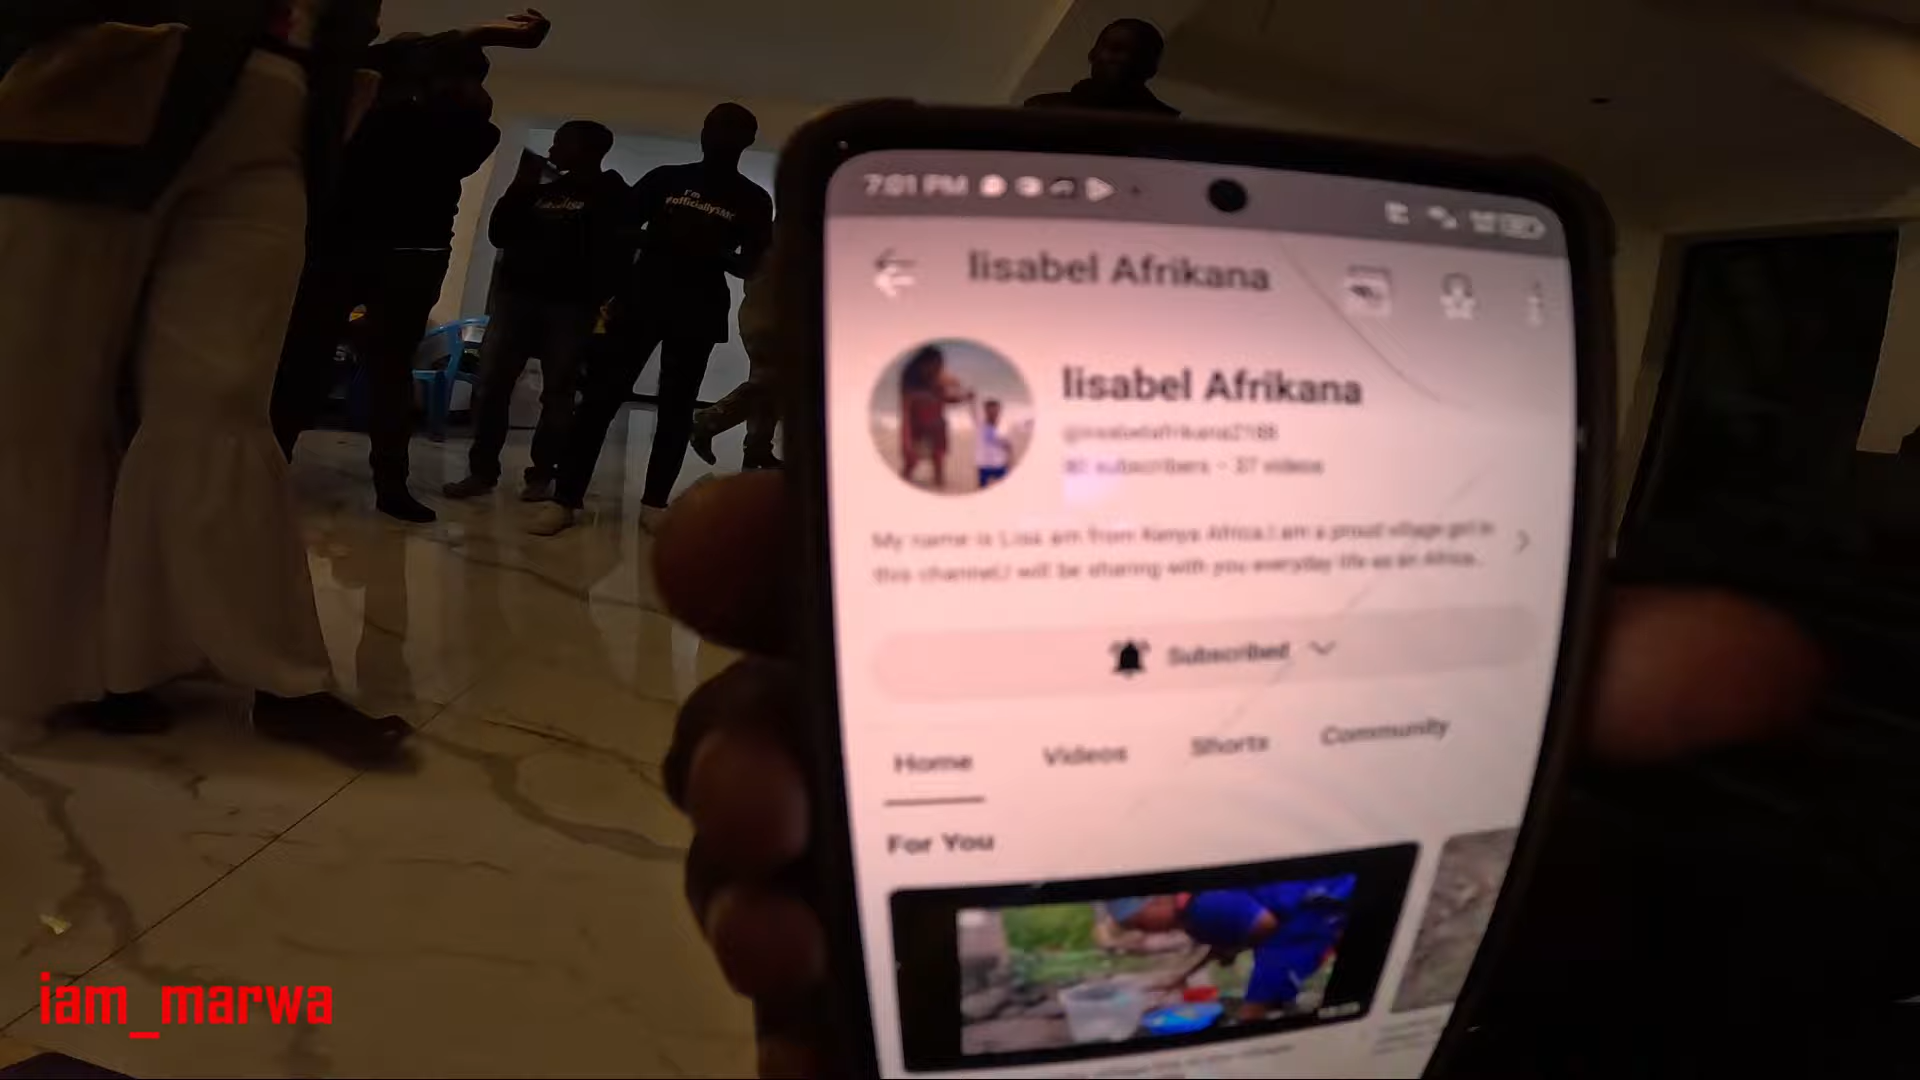 I'm
#officiallySMC
7:01 PM
lisabel Afrikana
lisabel Afrikana
subscribers - 37 videos
My name is Lisa am from Kenya Africa.I am a proud village girl in
this channel,I will be sharing with you everyday life as an Africa...
Subscribed
Home Videos Shorts Community
For You
iam_marwa